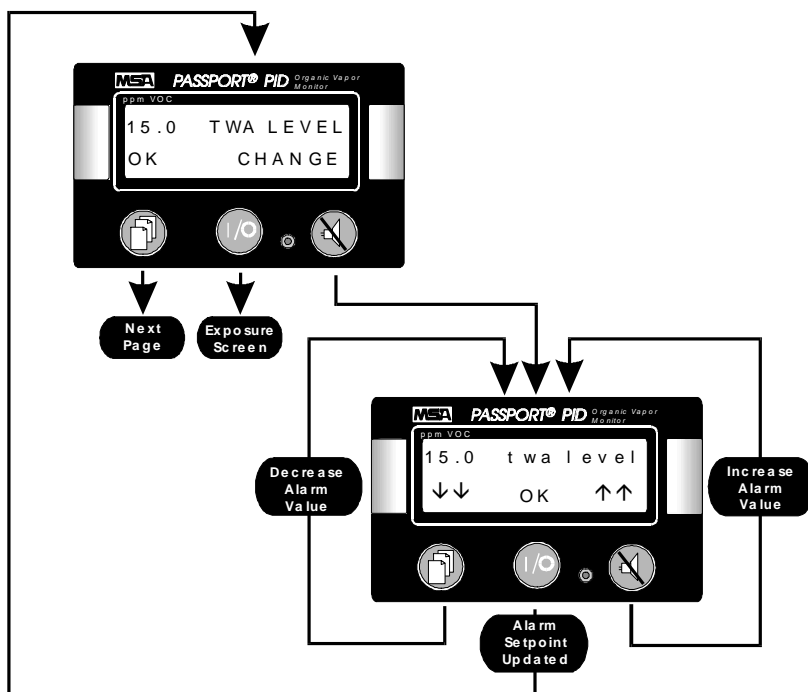 MSA PASSPORT® PID Organic Vapor Monitor
ppm VOC
15.0 TWA LEVEL
OK CHANGE
I/O
Next Page
Exposure Screen
MSA PASSPORT® PID Organic Vapor Monitor
ppm VOC
15.0 twa level
↓↓ OK ↑↑
I/O
Decrease Alarm Value
Increase Alarm Value
Alarm Setpoint Updated